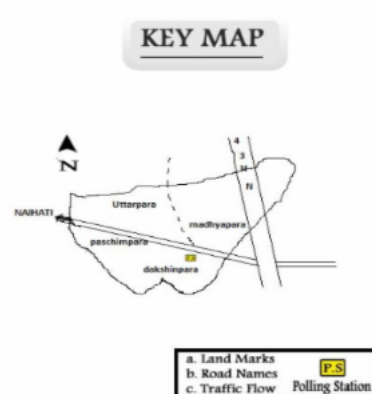 KEY MAP
N
4
3
H
N
Uttarpara
NAIHATI
madhyapara
paschimpara
dakshinpara
a. Land Marks
b. Road Names
c. Traffic Flow
P.S
Polling Station